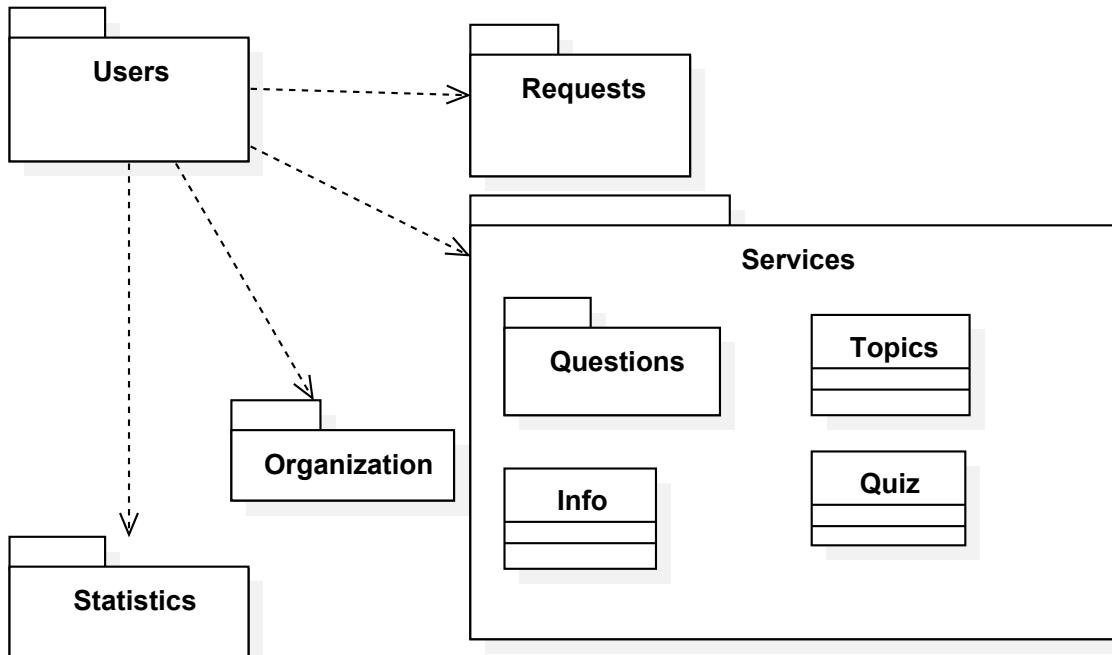 Users
Requests
Services
Questions
Topics
Organization
Info
Quiz
Statistics